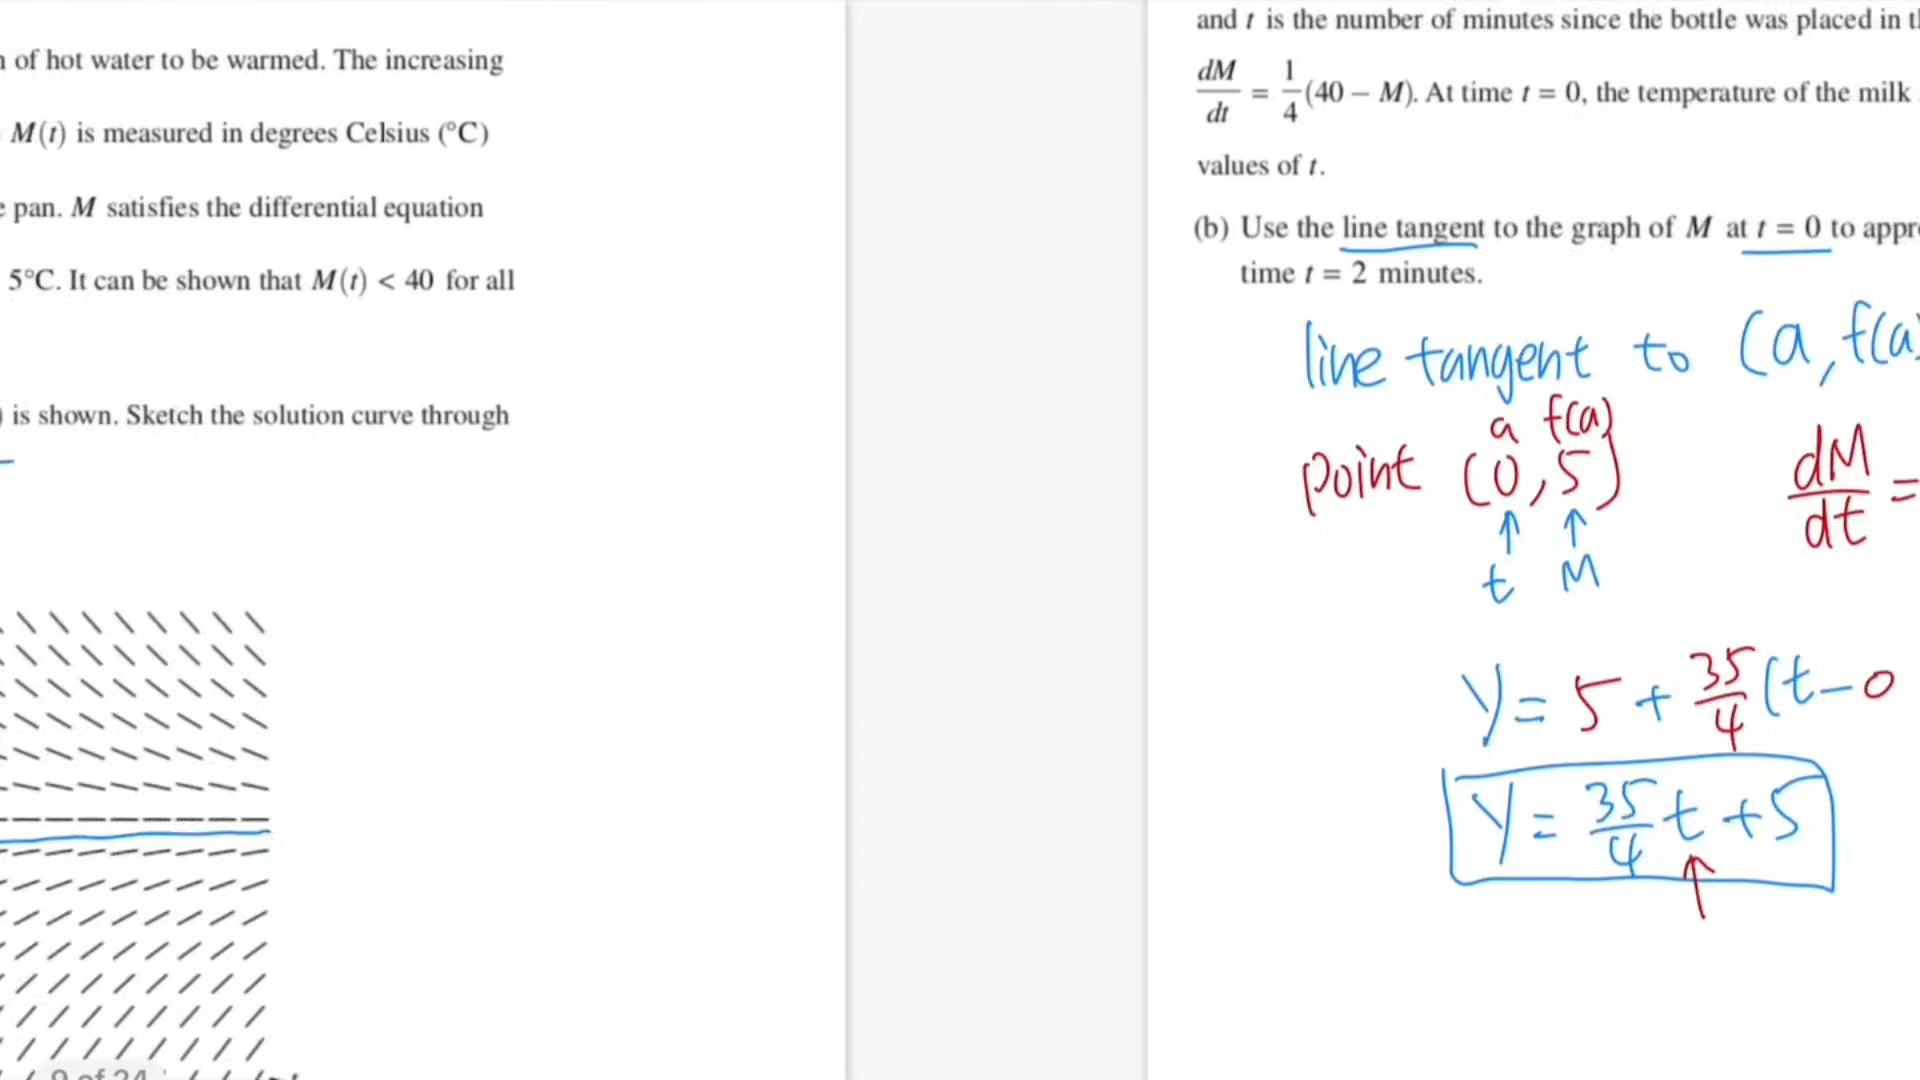 of hot water to be warmed. The increasing
M(t) is measured in degrees Celsius (°C)
pan. M satisfies the differential equation
5°C. It can be shown that M(t) < 40 for all
is shown. Sketch the solution curve through
9 of 24
and t is the number of minutes since the bottle was placed in
dM/dt = 1/4(40 − M). At time t = 0, the temperature of the milk
values of t.
(b) Use the line tangent to the graph of M at t = 0 to
time t = 2 minutes.
line tangent to (a, f(a)
a f(a)
point (0, 5)
dM/dt =
↑ ↑
t M
y = 5 + 35/4 (t − 0
y = 35/4 t + 5
↑